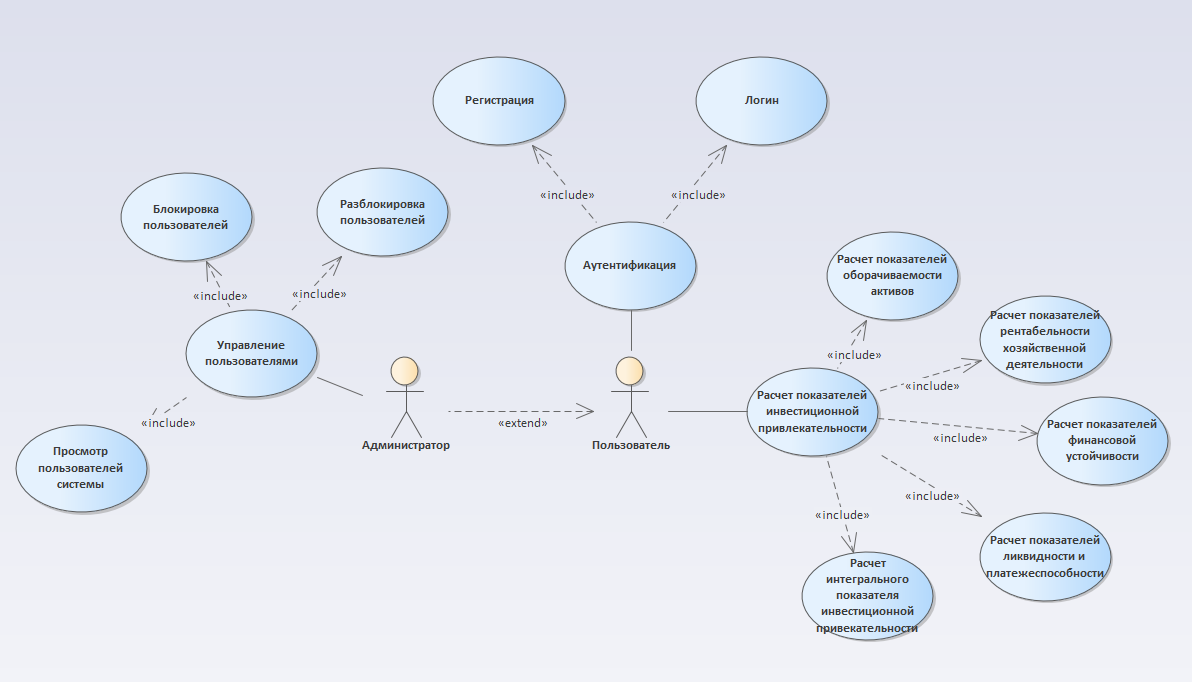 Регистрация
Логин
«include»
«include»
Блокировка
пользователей
Разблокировка
пользователей
«include»
«include»
Аутентификация
Управление
пользователями
«include»
Просмотр
пользователей
системы
Администратор
«extend»
Пользователь
Расчет показателей
инвестиционной
привлекательности
«include»
Расчет показателей
оборачиваемости
активов
«include»
Расчет показателей
рентабельности
хозяйственной
деятельности
«include»
Расчет показателей
финансовой
устойчивости
«include»
Расчет показателей
ликвидности и
платежеспособности
«include»
Расчет
интегрального
показателя
инвестиционной
привекательности